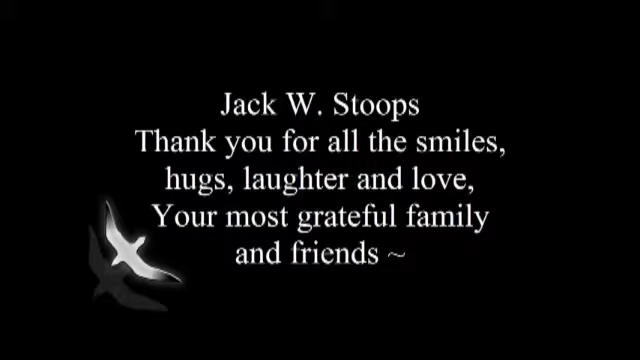 Jack W. Stoops
Thank you for all the smiles,
hugs, laughter and love,
Your most grateful family
and friends ~